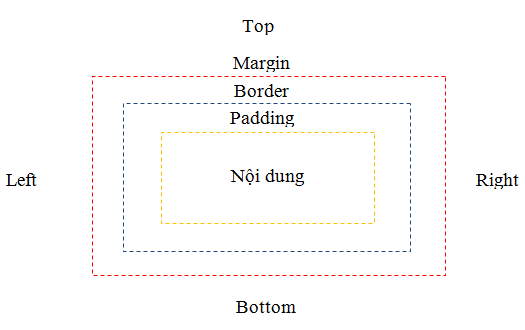 Top
Margin
Border
Padding
Left
Nội dung
Right
Bottom